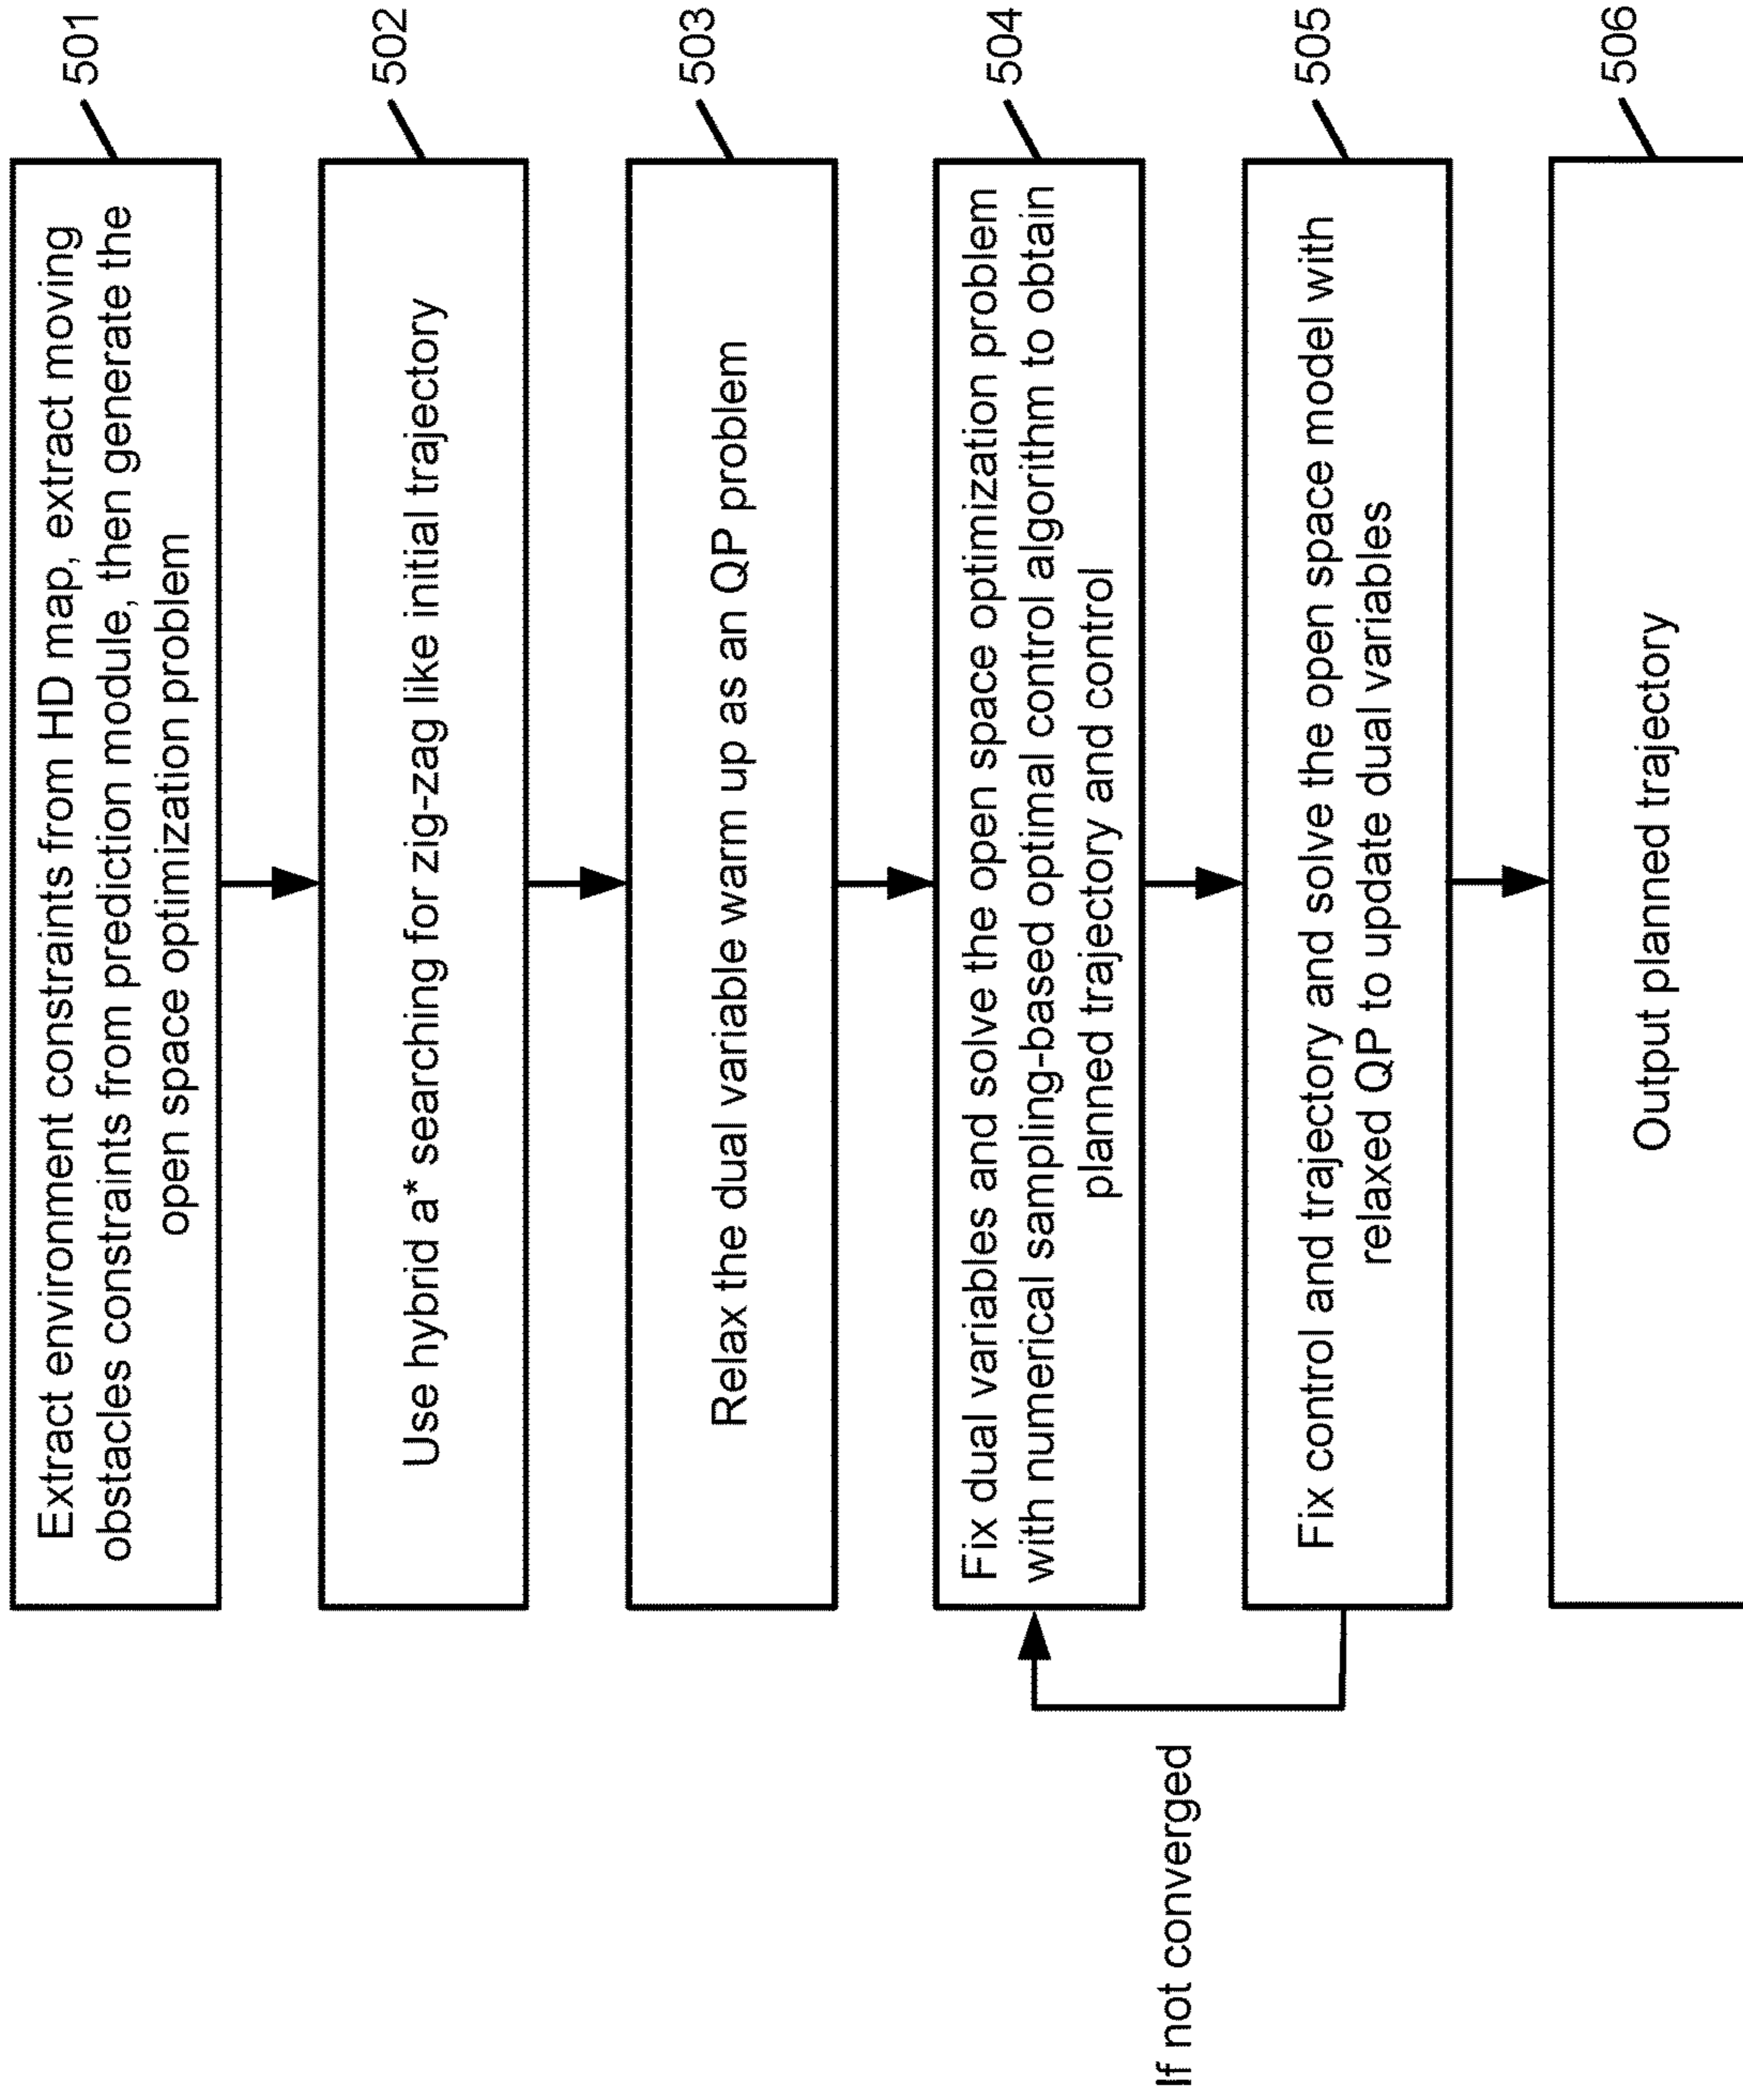 501
Extract environment constraints from HD map, extract moving
obstacles constraints from prediction module, then generate the
open space optimization problem
502
Use hybrid a* searching for zig-zag like initial trajectory
503
Relax the dual variable warm up as an QP problem
504
Fix dual variables and solve the open space optimization problem
with numerical sampling-based optimal control algorithm to obtain
planned trajectory and control
If not converged
505
Fix control and trajectory and solve the open space model with
relaxed QP to update dual variables
506
Output planned trajectory